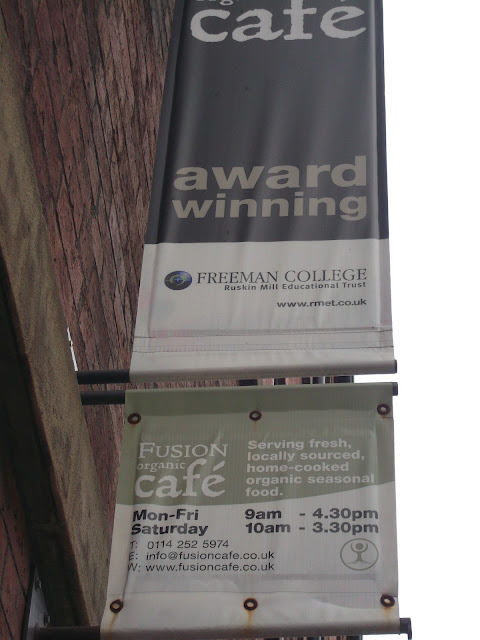 café
award
winning
FREEMAN COLLEGE
Ruskin Mill Educational Trust
www.rmet.co.uk
FUSION
organic
café
Serving fresh,
locally sourced,
home-cooked
organic seasonal
food.
Mon-Fri 9am - 4.30pm
Saturday 10am - 3.30pm
T: 0114 252 5974
E: info@fusioncafe.co.uk
W: www.fusioncafe.co.uk